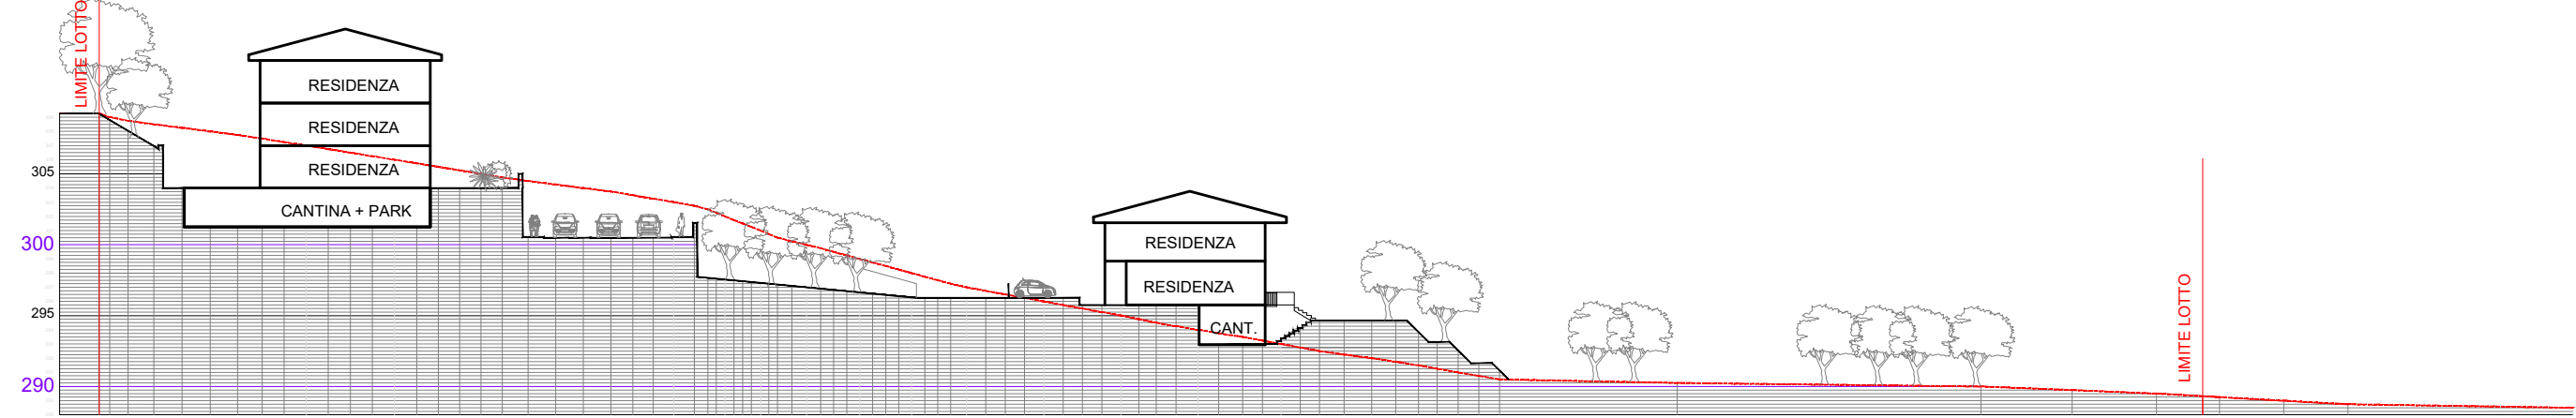 LIMITE LOTTO
RESIDENZA
RESIDENZA
RESIDENZA
CANTINA + PARK
305
300
295
290
RESIDENZA
RESIDENZA
CANT.
LIMITE LOTTO